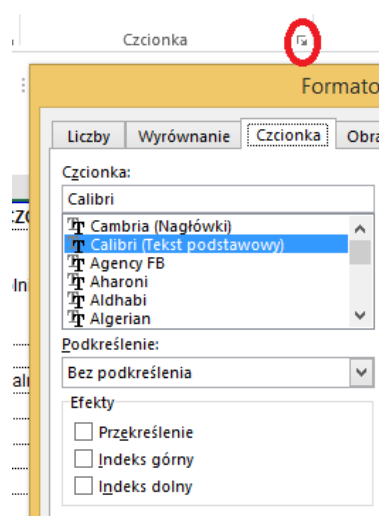 Czcionka
Formato
Liczby Wyrównanie Czcionka Obra
Czcionka:
Calibri
Cambria (Nagłówki)
Calibri (Tekst podstawowy)
Agency FB
Aharoni
Aldhabi
Algerian
Podkreślenie:
Bez podkreślenia
Efekty
Przekreślenie
Indeks górny
Indeks dolny